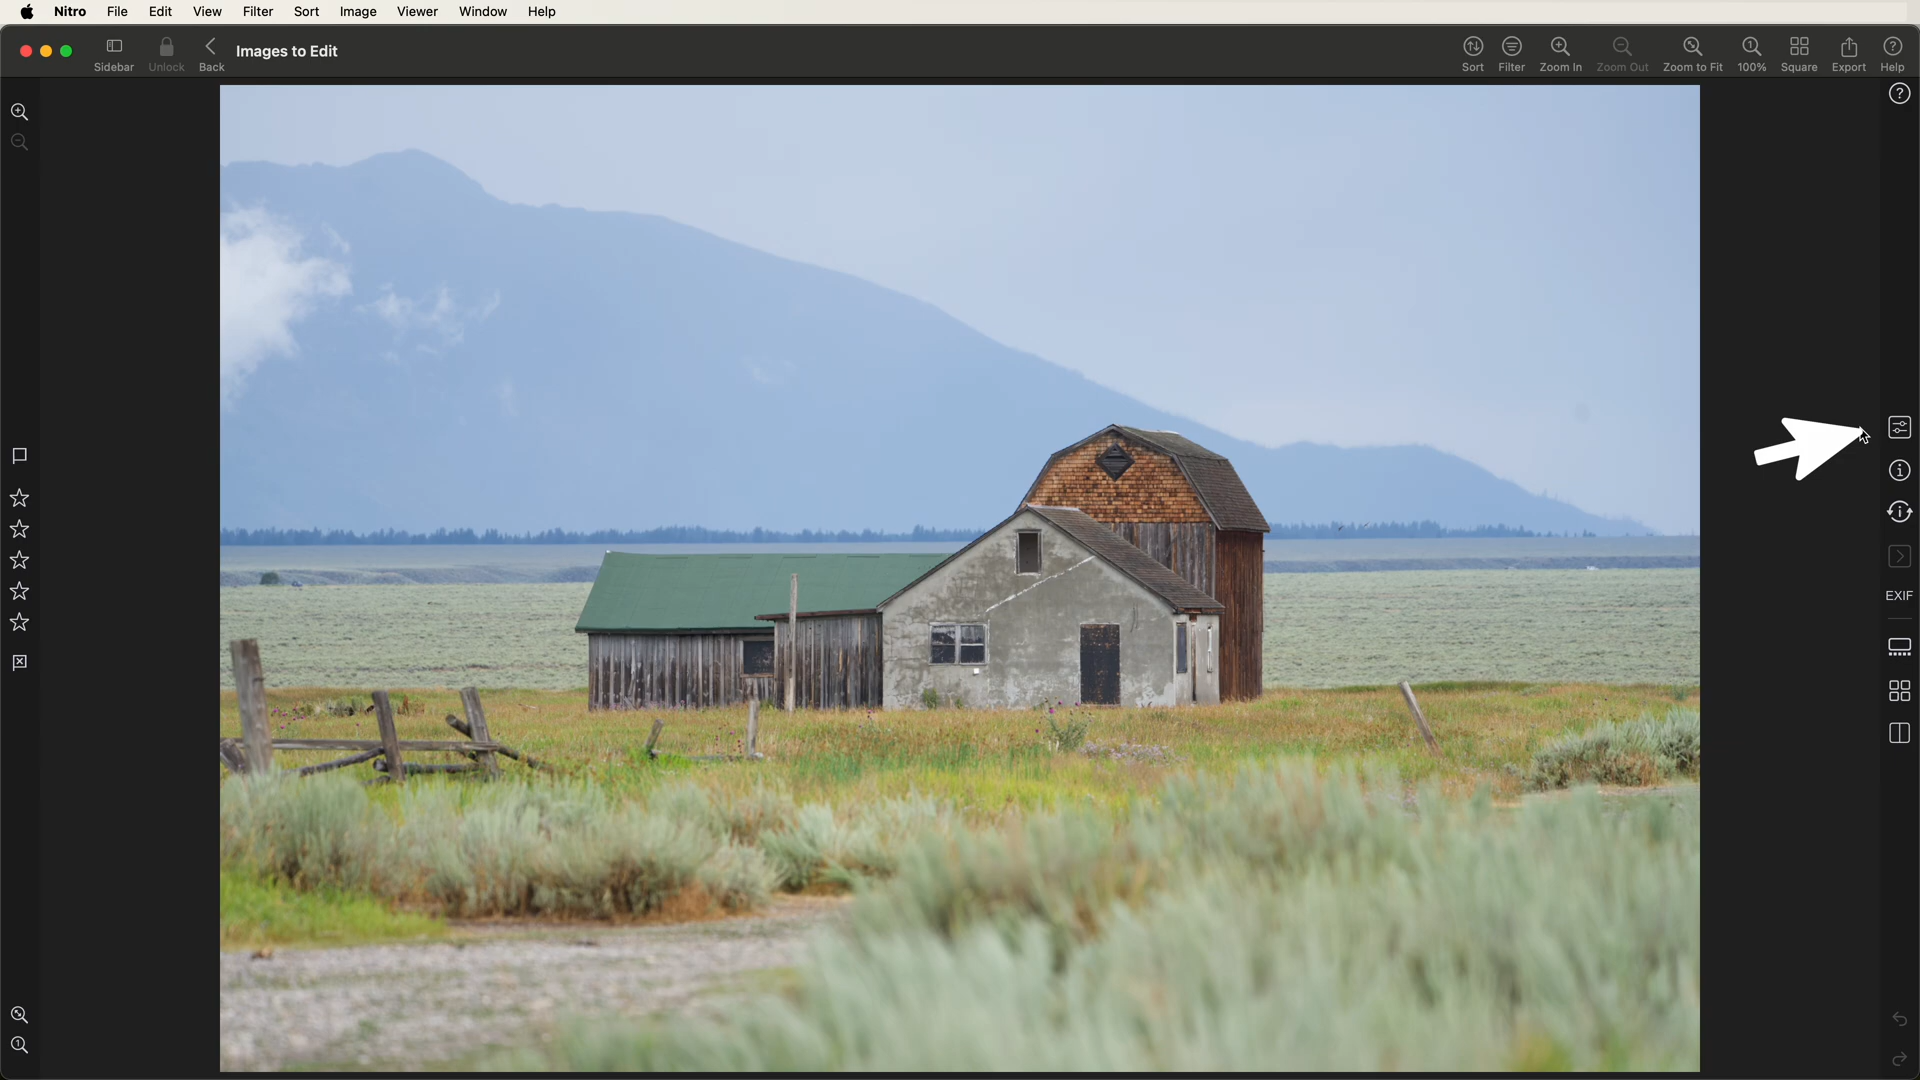 Nitro File Edit View Filter Sort Image Viewer Window Help
Sidebar Unlock Back Images to Edit Sort Filter Zoom In Zoom Out Zoom to Fit 100% Square Export Help
EXIF